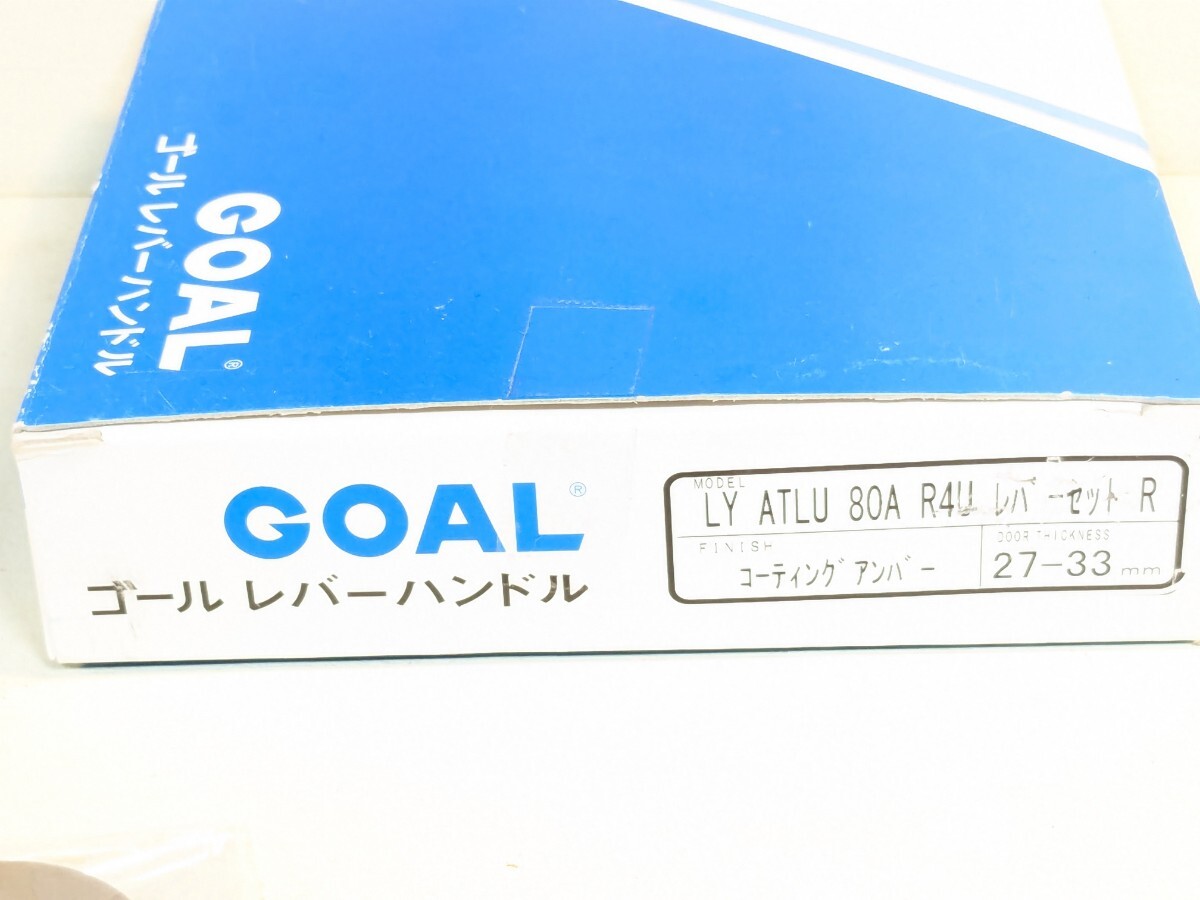 GOAL®
ゴール レバーハンドル
GOAL®
ゴール レバーハンドル
MODEL
LY ATLU 80A R4U レバーセット R
FINISH
コーティングアンバー
DOOR THICKNESS
27-33 mm